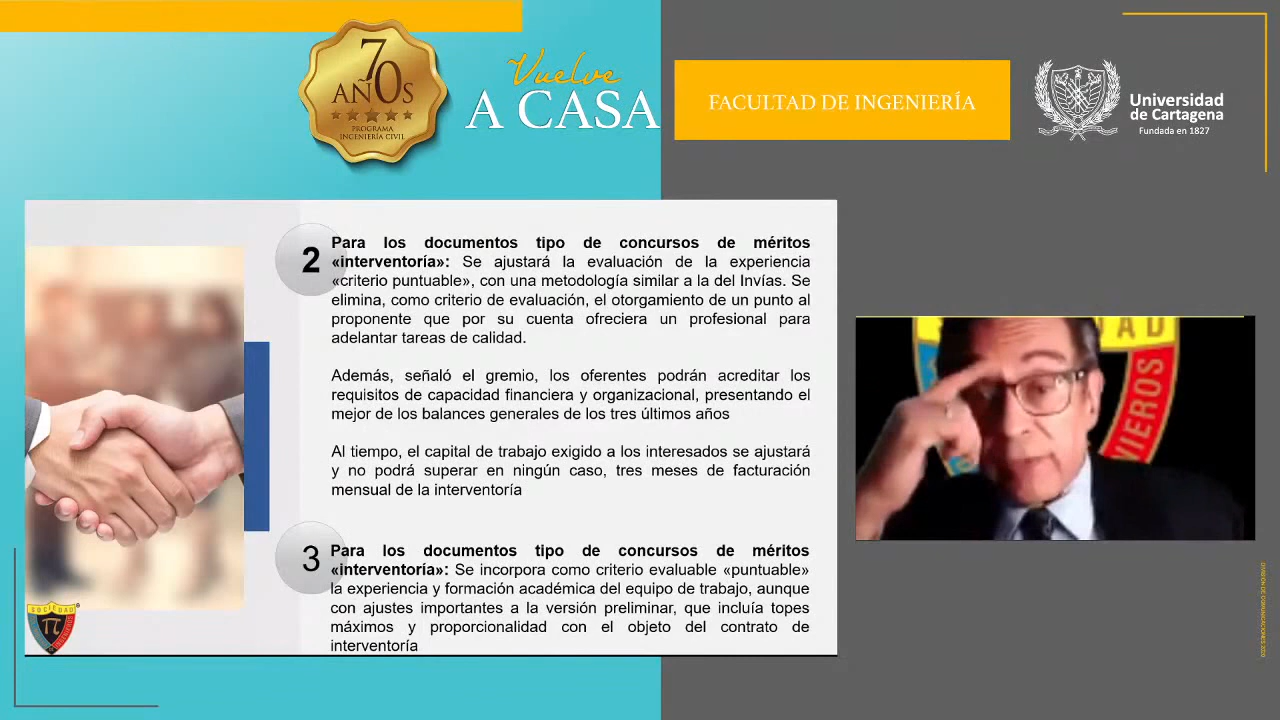 70
AÑOS
PROGRAMA
INGENIERÍA CIVIL
Vuelve
A CASA
FACULTAD DE INGENIERÍA
Universidad
de Cartagena
Fundada en 1827
2
Para los documentos tipo de concursos de méritos
«interventoría»: Se ajustará la evaluación de la experiencia
«criterio puntuable», con una metodología similar a la del Invías. Se
elimina, como criterio de evaluación, el otorgamiento de un punto al
proponente que por su cuenta ofreciera un profesional para
adelantar tareas de calidad.
Además, señaló el gremio, los oferentes podrán acreditar los
requisitos de capacidad financiera y organizacional, presentando el
mejor de los balances generales de los tres últimos años
Al tiempo, el capital de trabajo exigido a los interesados se ajustará
y no podrá superar en ningún caso, tres meses de facturación
mensual de la interventoría
3
Para los documentos tipo de concursos de méritos
«interventoría»: Se incorpora como criterio evaluable «puntuable»
la experiencia y formación académica del equipo de trabajo, aunque
con ajustes importantes a la versión preliminar, que incluía topes
máximos y proporcionalidad con el objeto del contrato de
interventoría
SOCIEDAD
π
DAD
VIEROS
DIVISIÓN DE COMUNICACIONES 2020